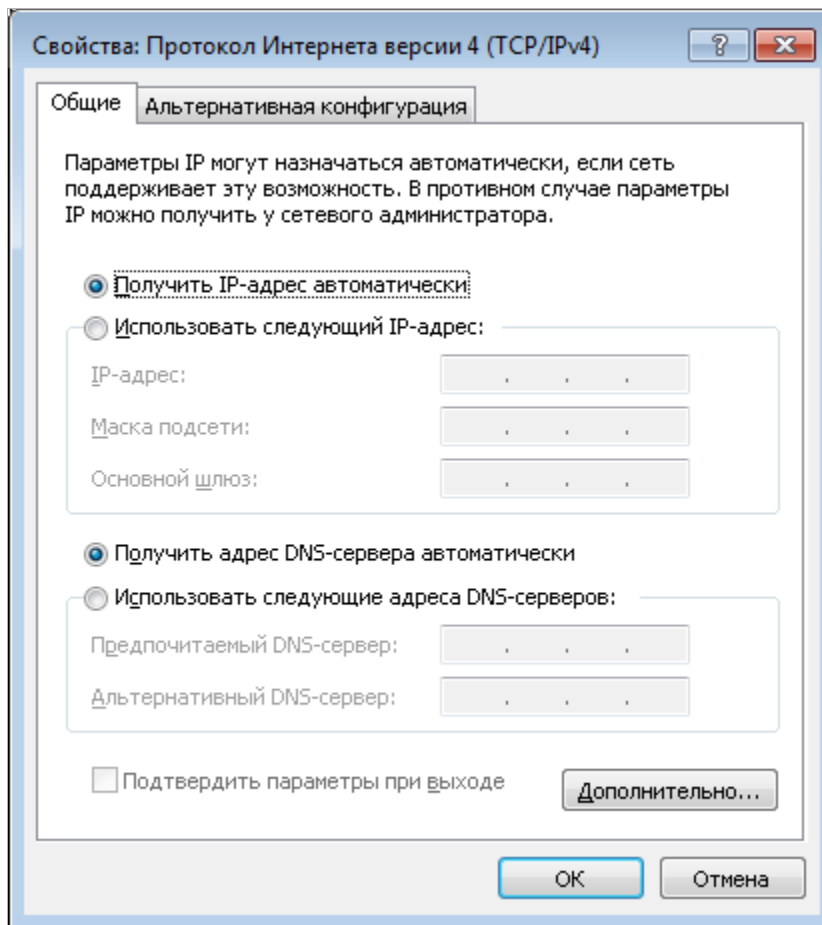 Свойства: Протокол Интернета версии 4 (TCP/IPv4)
Общие
Альтернативная конфигурация
Параметры IP могут назначаться автоматически, если сеть
поддерживает эту возможность. В противном случае параметры
IP можно получить у сетевого администратора.
Получить IP-адрес автоматически
Использовать следующий IP-адрес:
IP-адрес:
Маска подсети:
Основной шлюз:
Получить адрес DNS-сервера автоматически
Использовать следующие адреса DNS-серверов:
Предпочитаемый DNS-сервер:
Альтернативный DNS-сервер:
Подтвердить параметры при выходе
Дополнительно...
ОК
Отмена